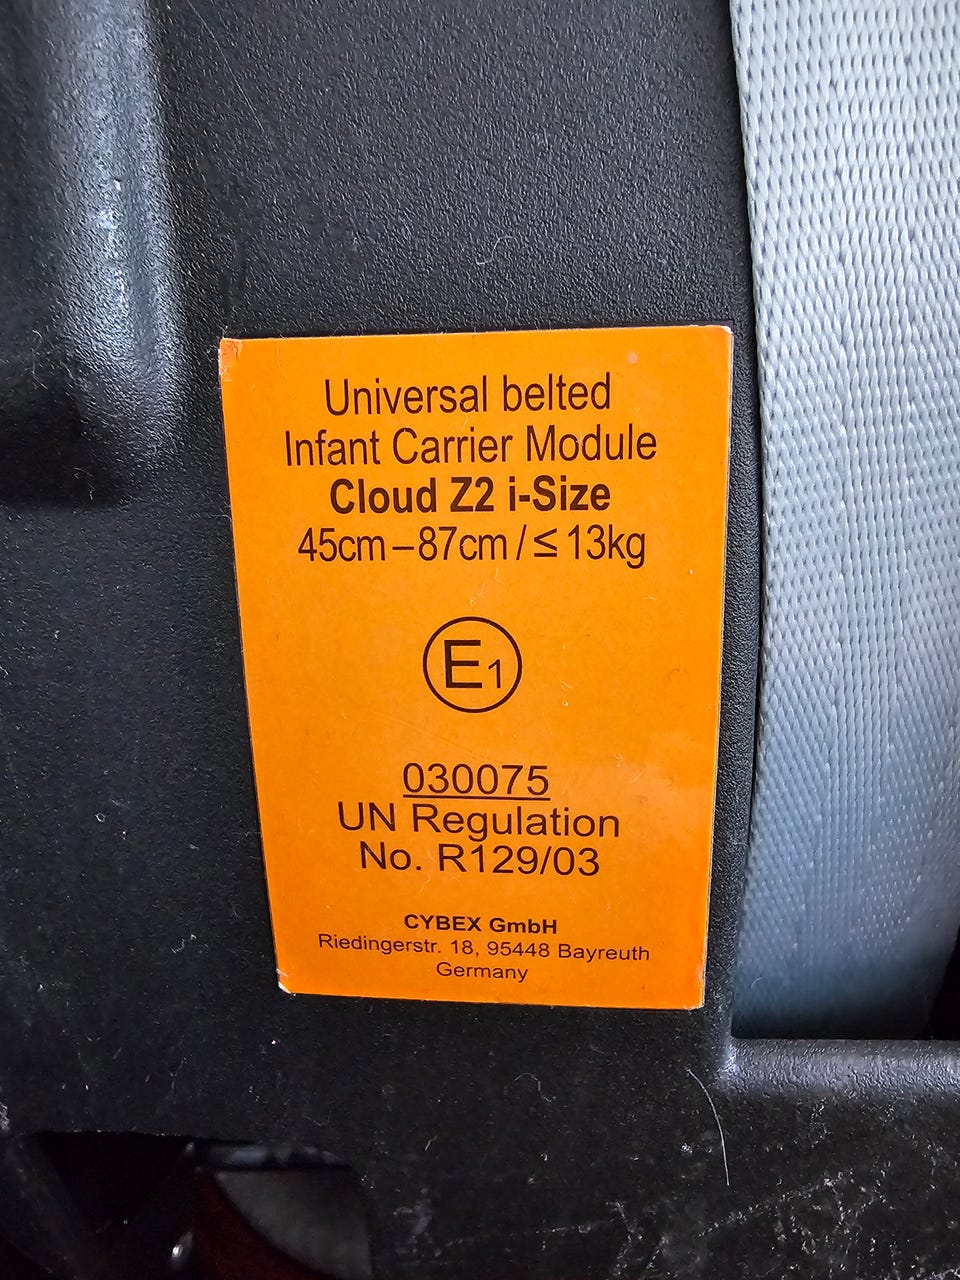 Universal belted
Infant Carrier Module
Cloud Z2 i-Size
45cm – 87cm / ≤ 13kg
E1
030075
UN Regulation
No. R129/03
CYBEX GmbH
Riedingerstr. 18, 95448 Bayreuth
Germany